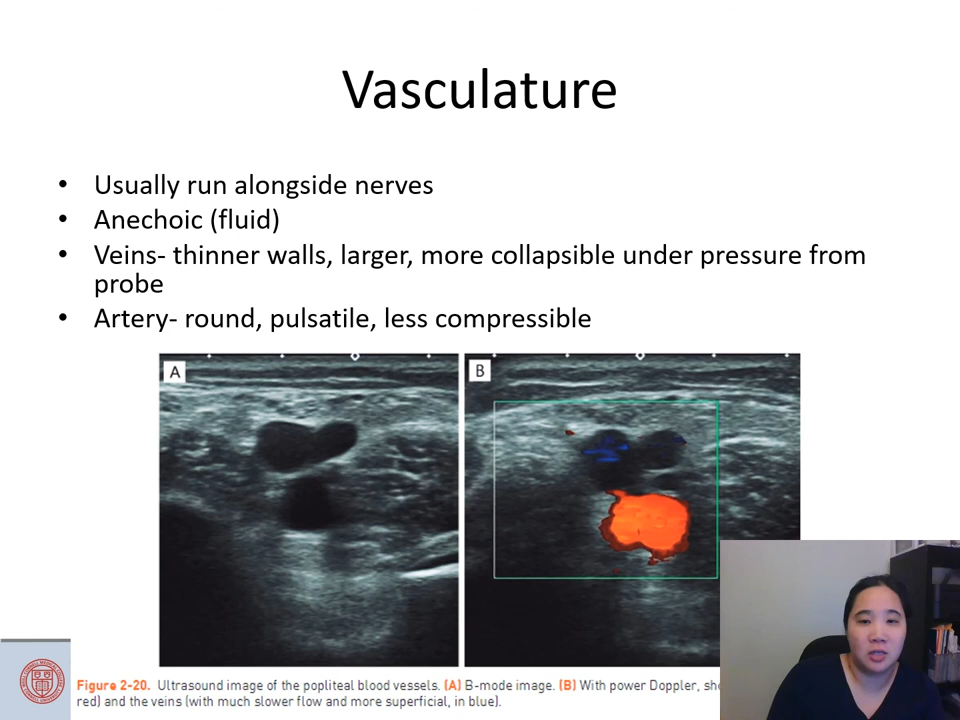 Vasculature
• Usually run alongside nerves
• Anechoic (fluid)
• Veins- thinner walls, larger, more collapsible under pressure from
probe
• Artery- round, pulsatile, less compressible
A
B
Figure 2-20. Ultrasound image of the popliteal blood vessels. (A) B-mode image. (B) With power Doppler,
red) and the veins (with much slower flow and more superficial, in blue).